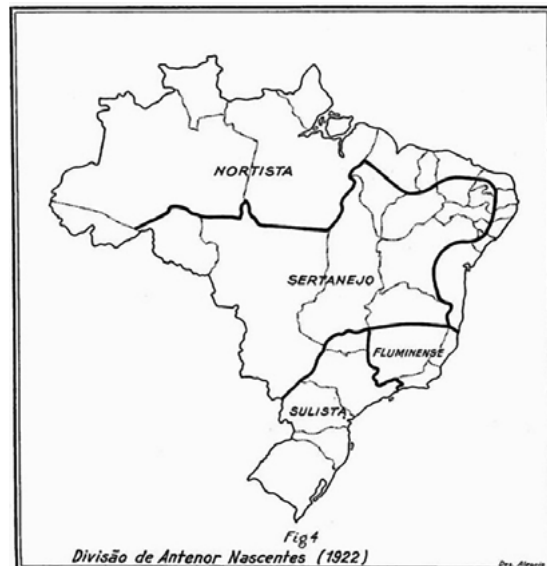 NORTISTA
SERTANEJO
FLUMINENSE
SULISTA
Fig 4
Divisão de Antenor Nascentes (1922)